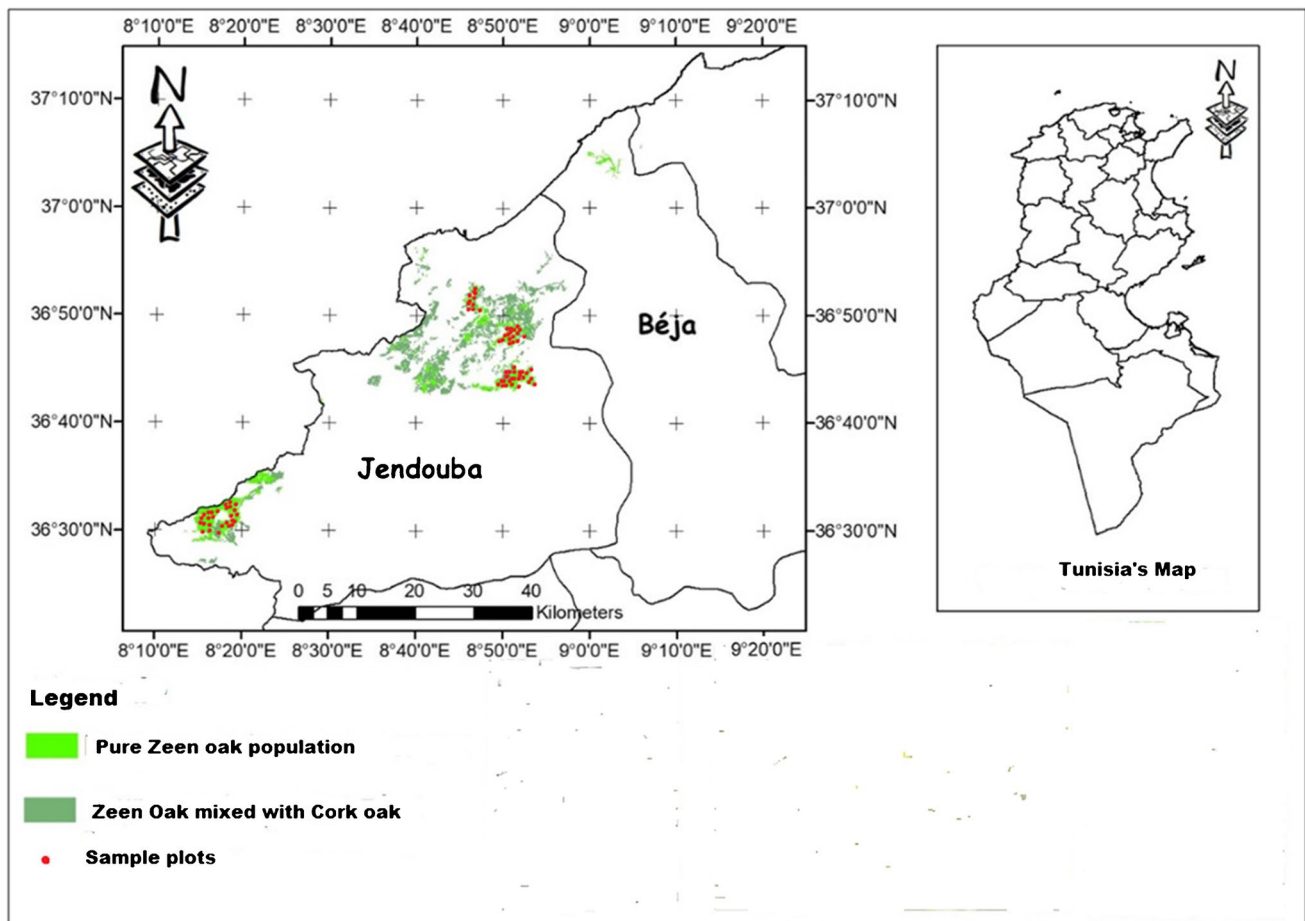 8°10'0"E 8°20'0"E 8°30'0"E 8°40'0"E 8°50'0"E 9°0'0"E 9°10'0"E 9°20'0"E
N
N
37°10'0"N 37°10'0"N
37°0'0"N 37°0'0"N
36°50'0"N 36°50'0"N
Béja
36°40'0"N 36°40'0"N
Jendouba
36°30'0"N 36°30'0"N
Tunisia's Map
0 5 10 20 30 40
Kilometers
8°10'0"E 8°20'0"E 8°30'0"E 8°40'0"E 8°50'0"E 9°0'0"E 9°10'0"E 9°20'0"E
Legend
Pure Zeen oak population
Zeen Oak mixed with Cork oak
Sample plots